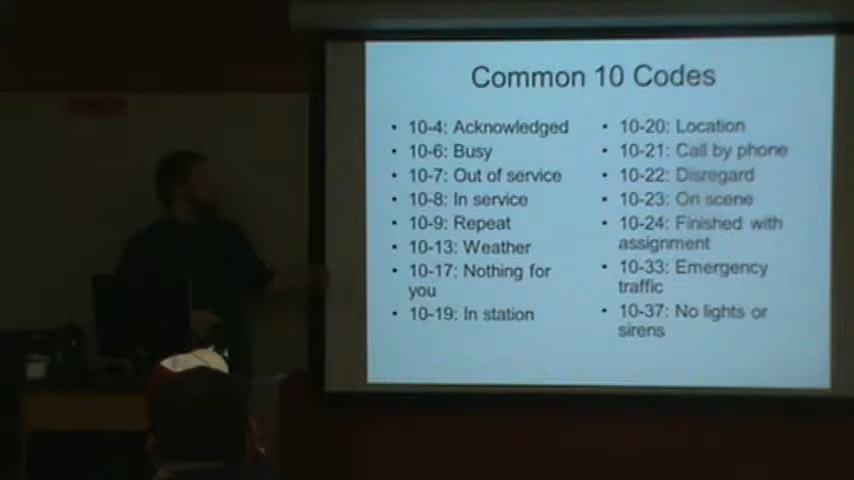 Common 10 Codes
• 10-4: Acknowledged
• 10-6: Busy
• 10-7: Out of service
• 10-8: In service
• 10-9: Repeat
• 10-13: Weather
• 10-17: Nothing for
you
• 10-19: In station
• 10-20: Location
• 10-21: Call by phone
• 10-22: Disregard
• 10-23: On scene
• 10-24: Finished with
assignment
• 10-33: Emergency
traffic
• 10-37: No lights or
sirens